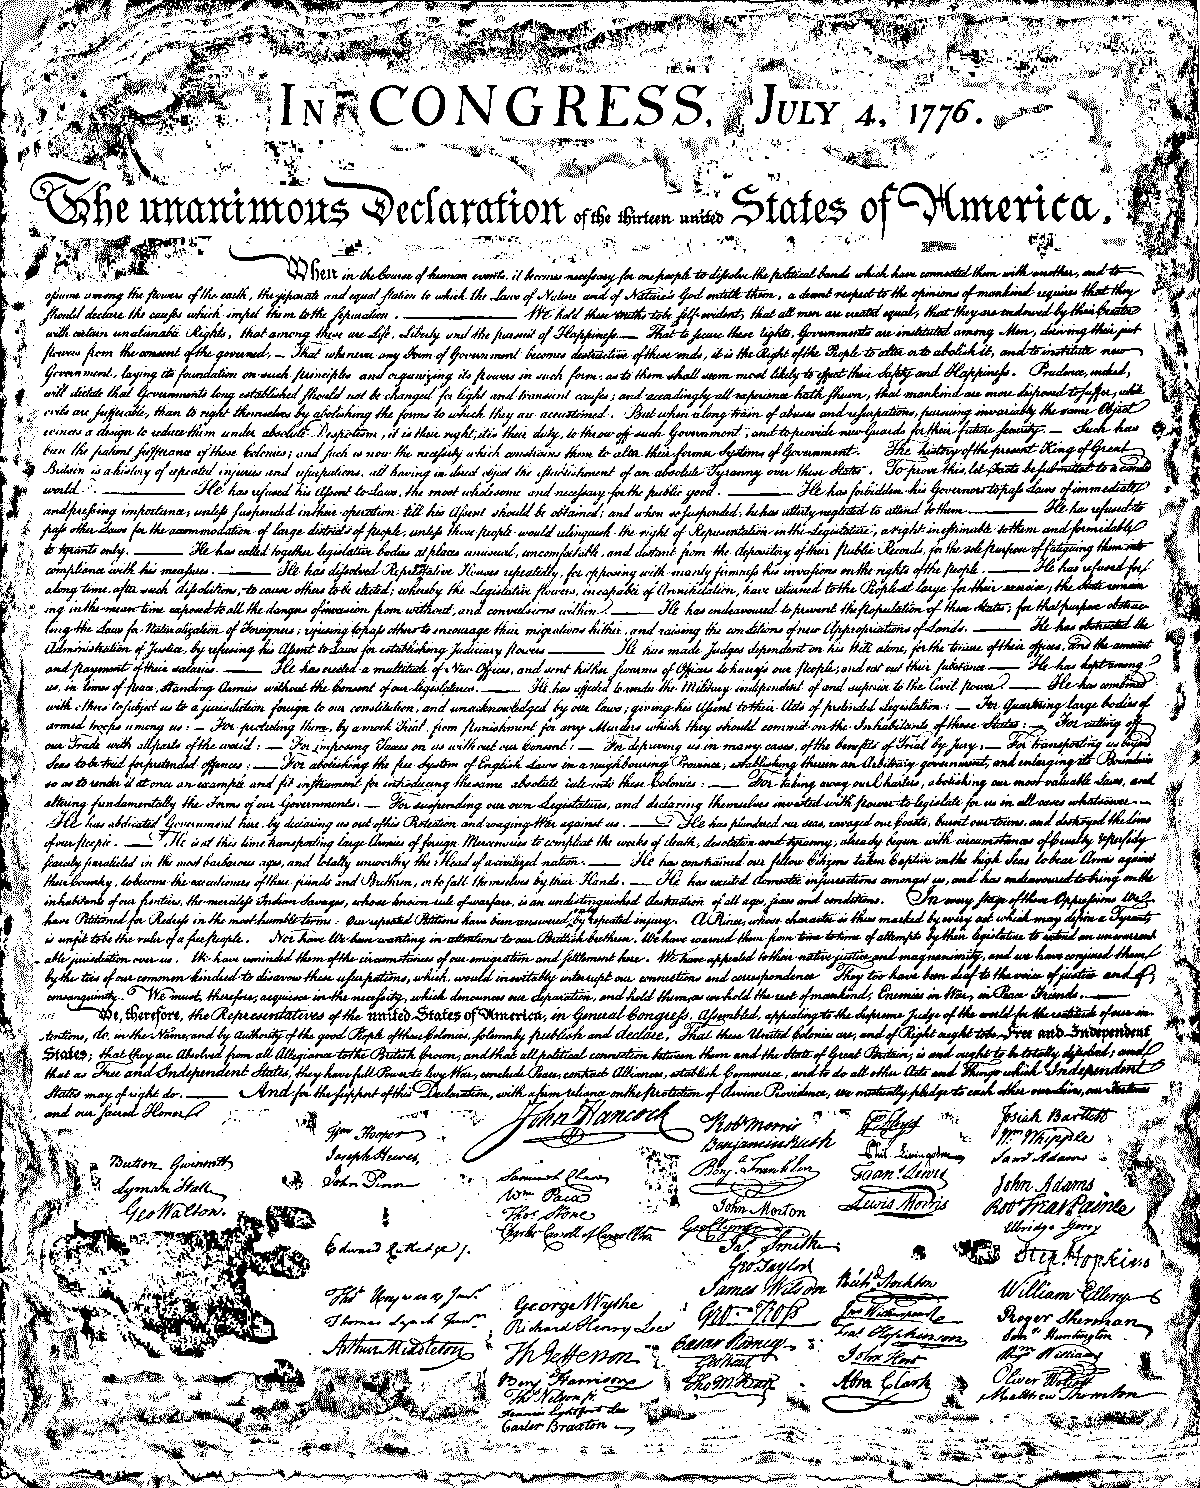 IN CONGRESS, JULY 4, 1776.
The unanimous Declaration of the thirteen united States of America.
When in the Course of human events, it becomes necessary for one people to dissolve the political bands which have connected them with another, and to
assume among the powers of the earth, the separate and equal station to which the Laws of Nature and of Nature's God entitle them, a decent respect to the opinions of mankind requires that they
should declare the causes which impel them to the separation. — We hold these truths to be self-evident, that all men are created equal, that they are endowed by their Creator
with certain unalienable Rights, that among these are Life, Liberty and the pursuit of Happiness. — That to secure these rights, Governments are instituted among Men, deriving their just
powers from the consent of the governed, — That whenever any Form of Government becomes destructive of these ends, it is the Right of the People to alter or to abolish it, and to institute new
Government, laying its foundation on such principles and organizing its powers in such form, as to them shall seem most likely to effect their Safety and Happiness. Prudence, indeed,
will dictate that Governments long established should not be changed for light and transient causes; and accordingly all experience hath shewn, that mankind are more disposed to suffer, while
evils are sufferable, than to right themselves by abolishing the forms to which they are accustomed. But when a long train of abuses and usurpations, pursuing invariably the same Object
evinces a design to reduce them under absolute Despotism, it is their right, it is their duty, to throw off such Government, and to provide new Guards for their future security. — Such has
been the patient sufferance of these Colonies; and such is now the necessity which constrains them to alter their former Systems of Government. The history of the present King of Great
Britain is a history of repeated injuries and usurpations, all having in direct object the establishment of an absolute Tyranny over these States. To prove this, let Facts be submitted to a candid
world. — He has refused his Assent to Laws, the most wholesome and necessary for the public good. — He has forbidden his Governors to pass Laws of immediate
and pressing importance, unless suspended in their operation till his Assent should be obtained; and when so suspended, he has utterly neglected to attend to them. — He has refused to
pass other Laws for the accommodation of large districts of people, unless those people would relinquish the right of Representation in the Legislature, a right inestimable to them and formidable
to tyrants only. — He has called together legislative bodies at places unusual, uncomfortable, and distant from the depository of their Public Records, for the sole purpose of fatiguing them into
compliance with his measures. — He has dissolved Representative Houses repeatedly, for opposing with manly firmness his invasions on the rights of the people. — He has refused for
a long time, after such dissolutions, to cause others to be elected; whereby the Legislative powers, incapable of Annihilation, have returned to the People at large for their exercise; the State remain-
ing in the mean time exposed to all the dangers of invasion from without, and convulsions within. — He has endeavoured to prevent the population of these States; for that purpose obstruc-
ting the Laws for Naturalization of Foreigners; refusing to pass others to encourage their migrations hither, and raising the conditions of new Appropriations of Lands. — He has obstructed the
Administration of Justice, by refusing his Assent to Laws for establishing Judiciary powers. — He has made Judges dependent on his Will alone, for the tenure of their offices, and the amount
and payment of their salaries. — He has erected a multitude of New Offices, and sent hither swarms of Officers to harrass our people, and eat out their substance. — He has kept among
us, in times of peace, Standing Armies without the Consent of our legislatures. — He has affected to render the Military independent of and superior to the Civil power. — He has combined
with others to subject us to a jurisdiction foreign to our constitution, and unacknowledged by our laws; giving his Assent to their Acts of pretended Legislation: — For Quartering large bodies of
armed troops among us: — For protecting them, by a mock Trial, from punishment for any Murders which they should commit on the Inhabitants of these States: — For cutting off
our Trade with all parts of the world: — For imposing Taxes on us without our Consent: — For depriving us in many cases, of the benefits of Trial by Jury: — For transporting us beyond
Seas to be tried for pretended offences: — For abolishing the free System of English Laws in a neighbouring Province, establishing therein an Arbitrary government, and enlarging its Boundaries
so as to render it at once an example and fit instrument for introducing the same absolute rule into these Colonies: — For taking away our Charters, abolishing our most valuable Laws, and
altering fundamentally the Forms of our Governments: — For suspending our own Legislatures, and declaring themselves invested with power to legislate for us in all cases whatsoever. —
He has abdicated Government here, by declaring us out of his Protection and waging War against us. — He has plundered our seas, ravaged our Coasts, burnt our towns, and destroyed the lives
of our people. — He is at this time transporting large Armies of foreign Mercenaries to compleat the works of death, desolation and tyranny, already begun with circumstances of Cruelty & perfidy
scarcely paralleled in the most barbarous ages, and totally unworthy the Head of a civilized nation. — He has constrained our fellow Citizens taken Captive on the high Seas to bear Arms against
their Country, to become the executioners of their friends and Brethren, or to fall themselves by their Hands. — He has excited domestic insurrections amongst us, and has endeavoured to bring on the
inhabitants of our frontiers, the merciless Indian Savages, whose known rule of warfare, is an undistinguished destruction of all ages, sexes and conditions. In every stage of these Oppressions We
have Petitioned for Redress in the most humble terms: Our repeated Petitions have been answered only by repeated injury. A Prince, whose character is thus marked by every act which may define a Tyrant,
is unfit to be the ruler of a free people. Nor have We been wanting in attentions to our Brittish brethren. We have warned them from time to time of attempts by their legislature to extend an unwarrant-
able jurisdiction over us. We have reminded them of the circumstances of our emigration and settlement here. We have appealed to their native justice and magnanimity, and we have conjured them
by the ties of our common kindred to disavow these usurpations, which, would inevitably interrupt our connections and correspondence. They too have been deaf to the voice of justice and of
consanguinity. We must, therefore, acquiesce in the necessity, which denounces our Separation, and hold them, as we hold the rest of mankind, Enemies in War, in Peace Friends. —
We, therefore, the Representatives of the united States of America, in General Congress, Assembled, appealing to the Supreme Judge of the world for the rectitude of our in-
tentions, do, in the Name, and by Authority of the good People of these Colonies, solemnly publish and declare, That these United Colonies are, and of Right ought to be Free and Independent
States; that they are Absolved from all Allegiance to the British Crown, and that all political connection between them and the State of Great Britain, is and ought to be totally dissolved; and
that as Free and Independent States, they have full Power to levy War, conclude Peace, contract Alliances, establish Commerce, and to do all other Acts and Things which Independent
States may of right do. — And for the support of this Declaration, with a firm reliance on the protection of divine Providence, we mutually pledge to each other our Lives, our Fortunes
and our sacred Honor.
John Hancock
Button Gwinnett
Lyman Hall
Geo Walton.
Wm Hooper
Joseph Hewes,
John Penn
Edward Rutledge /.
Thos Heyward Junr.
Thomas Lynch Junr.
Arthur Middleton
Samuel Chase
Wm Paca
Thos Stone
Charles Carroll of Carrollton
George Wythe
Richard Henry Lee
Th Jefferson
Benj Harrison
Thos Nelson jr.
Francis Lightfoot Lee
Carter Braxton
Robt Morris
Benjamin Rush
Benj. Franklin
John Morton
Geo Clymer
Jas Smith
Geo Taylor
James Wilson
Geo. Ross
Caesar Rodney
Geo Read
Tho M:Kean
Wm Floyd
Phil. Livingston
Frans. Lewis
Lewis Morris
Richd. Stockton
Jno Witherspoon
Fras. Hopkinson
John Hart
Abra Clark
Josiah Bartlett
Wm Whipple
Saml Adams
John Adams
Robt Treat Paine
Elbridge Gerry
Step. Hopkins
William Ellery
Roger Sherman
Saml Huntington
Wm Williams
Oliver Wolcott
Matthew Thornton